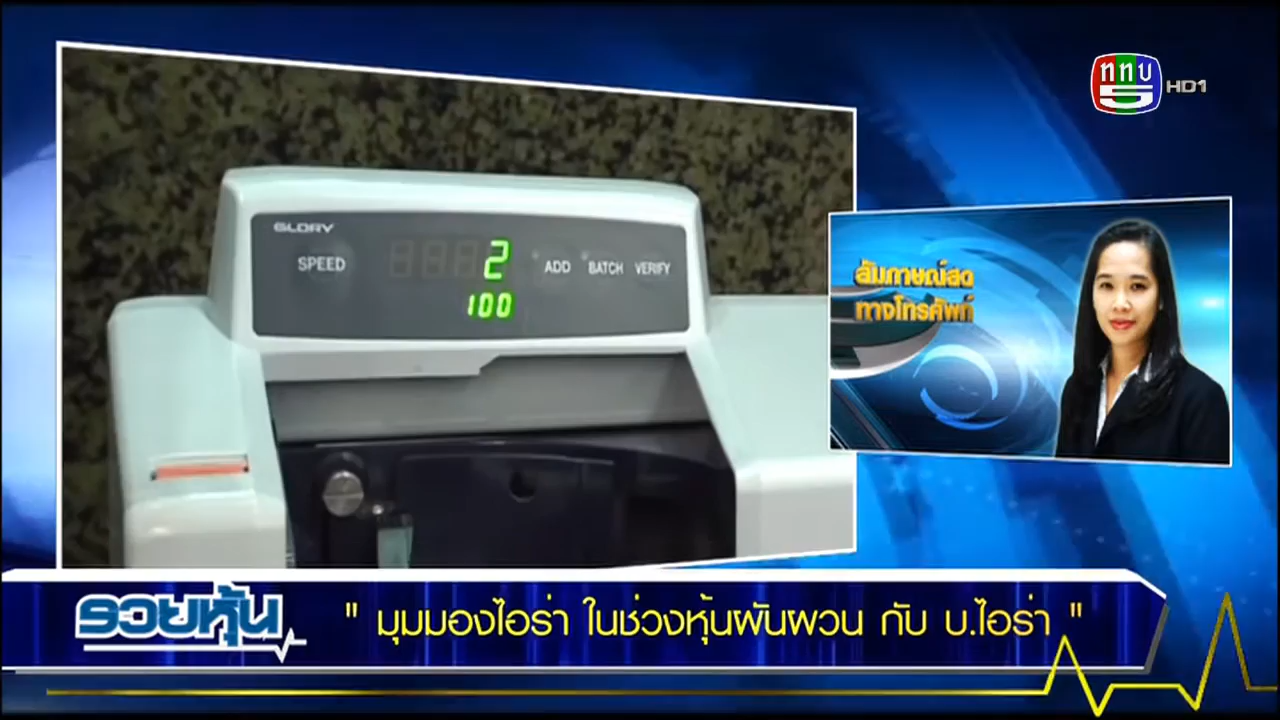 ททบ
5
HD1
GLORY
SPEED
2
ADD
BATCH
VERIFY
100
สัมภาษณ์สด
ทางโทรศัพท์
รวยหุ้น
" มุมมองไอร่า ในช่วงหุ้นผันผวน กับ บ.ไอร่า "